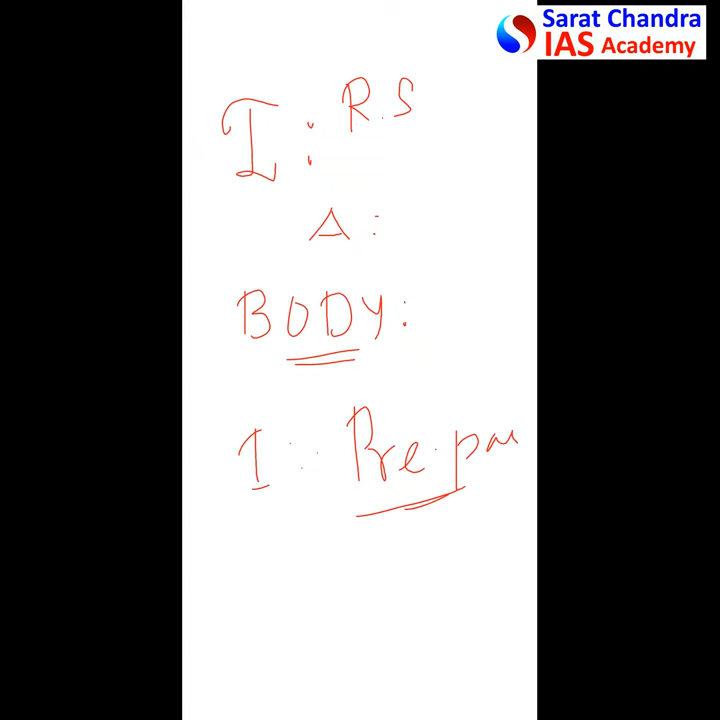 Sarat Chandra
IAS Academy
I: R.S
A:
BODY:
I: Pre.par